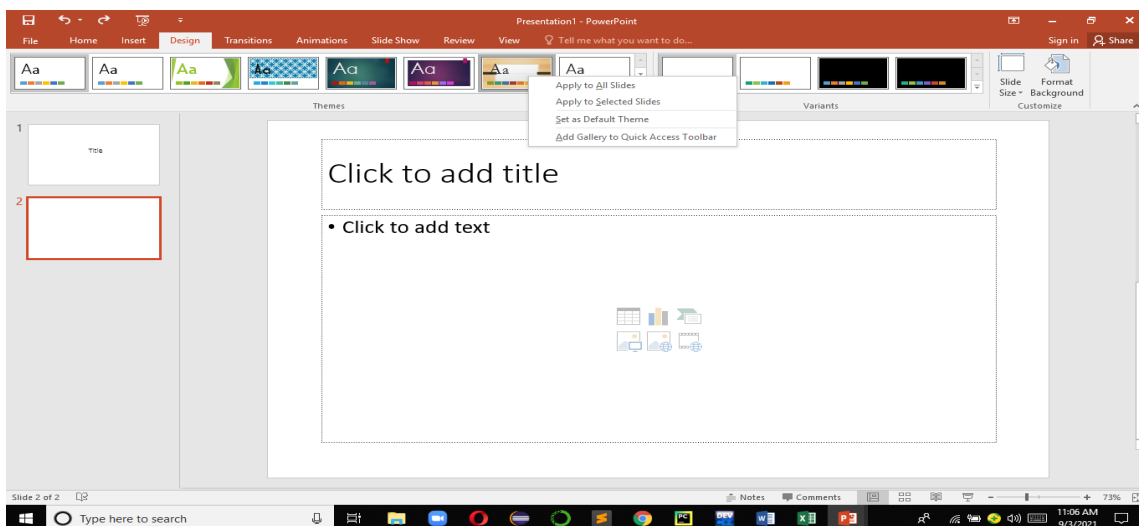 Presentation1 - PowerPoint
File Home Insert Design Transitions Animations Slide Show Review View Tell me what you want to do... Sign in Share
Aa Aa Aa Aa Aa Aa Aa Aa
Apply to All Slides
Apply to Selected Slides
Set as Default Theme
Add Gallery to Quick Access Toolbar
Slide Size Format Background
Themes Variants Customize
1
Title
2
Click to add title
• Click to add text
Slide 2 of 2 Notes Comments 73%
Type here to search
DEV
PC
W
X
P
11:06 AM
9/3/2021